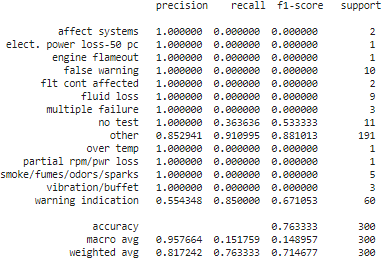 precision recall f1-score support
affect systems 1.000000 0.000000 0.000000 2
elect. power loss-50 pc 1.000000 0.000000 0.000000 1
engine flameout 1.000000 0.000000 0.000000 1
false warning 1.000000 0.000000 0.000000 10
flt cont affected 1.000000 0.000000 0.000000 2
fluid loss 1.000000 0.000000 0.000000 9
multiple failure 1.000000 0.000000 0.000000 3
no test 1.000000 0.363636 0.533333 11
other 0.852941 0.910995 0.881013 191
over temp 1.000000 0.000000 0.000000 1
partial rpm/pwr loss 1.000000 0.000000 0.000000 1
smoke/fumes/odors/sparks 1.000000 0.000000 0.000000 5
vibration/buffet 1.000000 0.000000 0.000000 3
warning indication 0.554348 0.850000 0.671053 60
accuracy 0.763333 300
macro avg 0.957664 0.151759 0.148957 300
weighted avg 0.817242 0.763333 0.714677 300